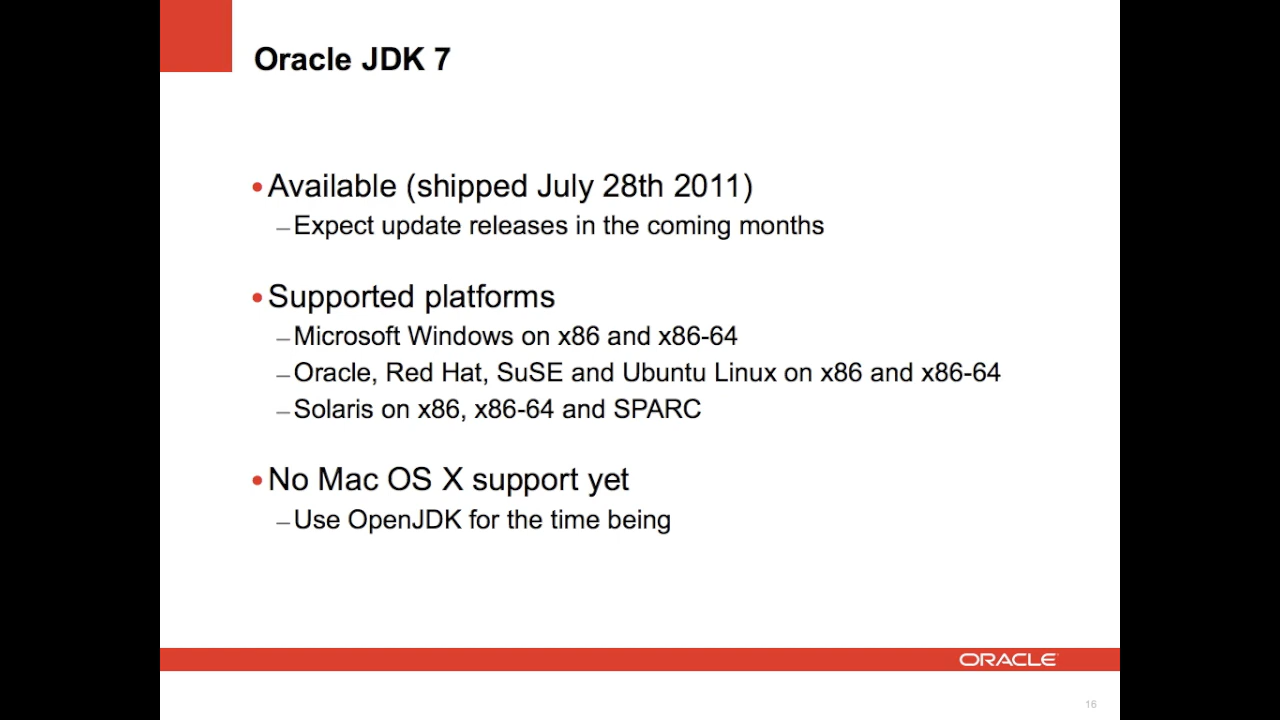 Oracle JDK 7
•Available (shipped July 28th 2011)
–Expect update releases in the coming months
•Supported platforms
–Microsoft Windows on x86 and x86-64
–Oracle, Red Hat, SuSE and Ubuntu Linux on x86 and x86-64
–Solaris on x86, x86-64 and SPARC
•No Mac OS X support yet
–Use OpenJDK for the time being
ORACLE
16